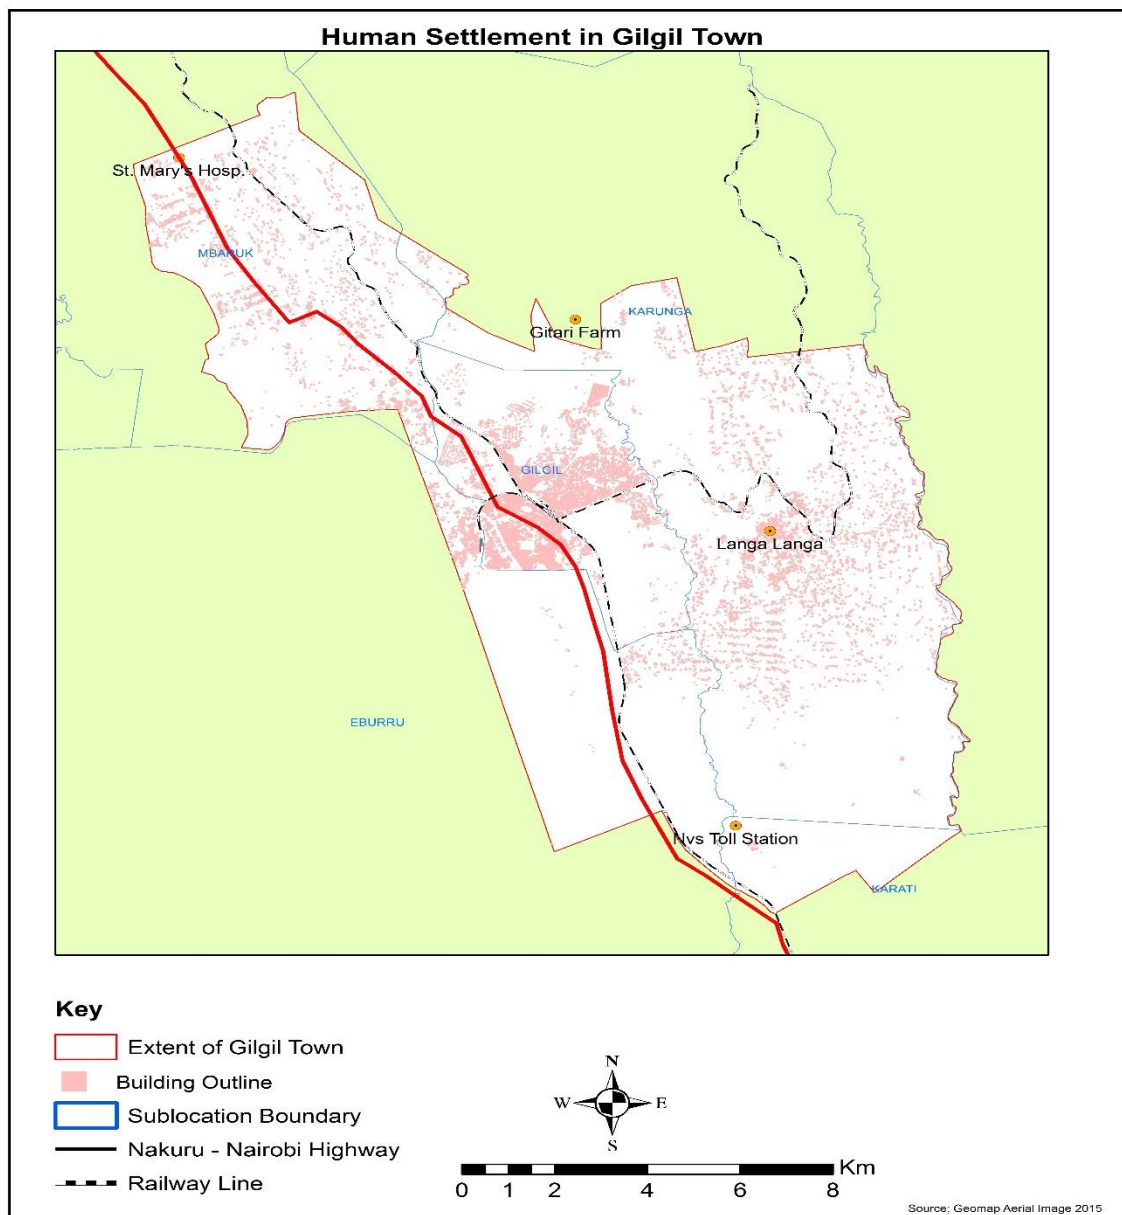 Human Settlement in Gilgil Town
St. Mary's Hosp.
MBARUK
KARUNGA
Gitari Farm
GILGIL
Langa Langa
EBURRU
Nvs Toll Station
KARATI
Key
Extent of Gilgil Town
Building Outline
Sublocation Boundary
Nakuru - Nairobi Highway
Railway Line
N
W E
S
Km
0 1 2 4 6 8
Source; Geomap Aerial Image 2015